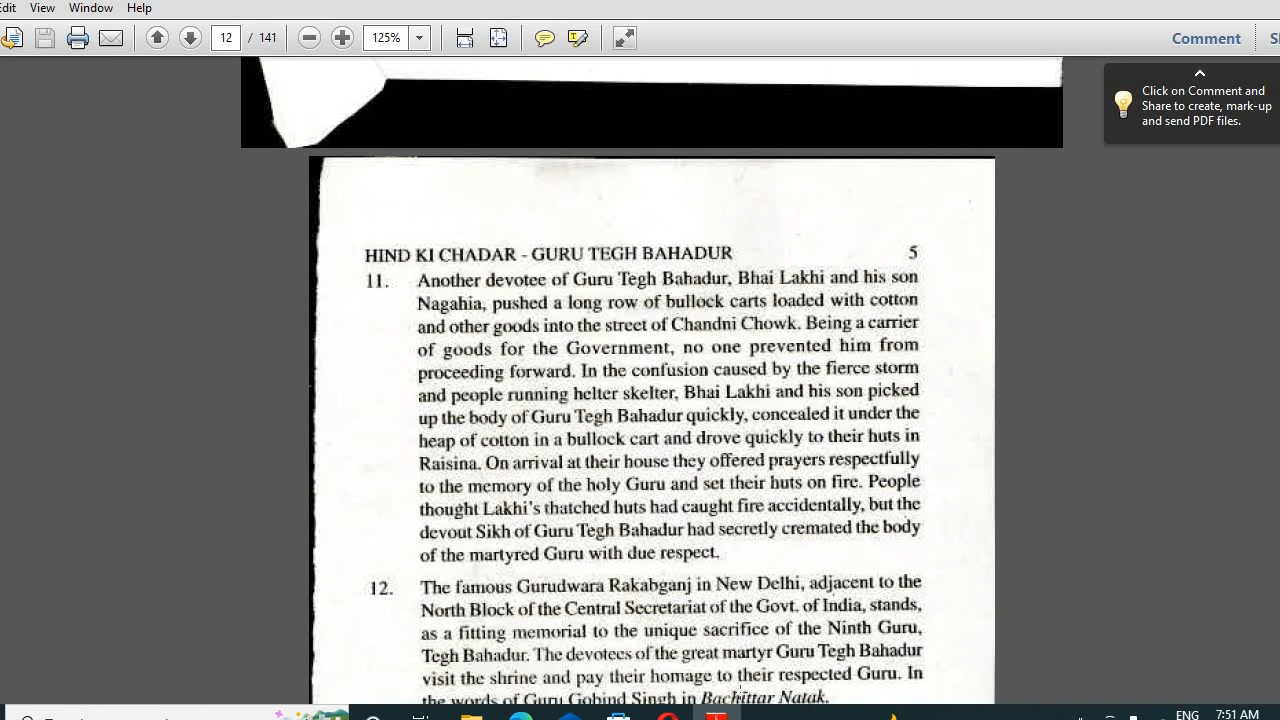 Edit View Window Help
12 / 141
125%
Comment
Click on Comment and
Share to create, mark-up
and send PDF files.
HIND KI CHADAR - GURU TEGH BAHADUR 5
11. Another devotee of Guru Tegh Bahadur, Bhai Lakhi and his son
Nagahia, pushed a long row of bullock carts loaded with cotton
and other goods into the street of Chandni Chowk. Being a carrier
of goods for the Government, no one prevented him from
proceeding forward. In the confusion caused by the fierce storm
and people running helter skelter, Bhai Lakhi and his son picked
up the body of Guru Tegh Bahadur quickly, concealed it under the
heap of cotton in a bullock cart and drove quickly to their huts in
Raisina. On arrival at their house they offered prayers respectfully
to the memory of the holy Guru and set their huts on fire. People
thought Lakhi's thatched huts had caught fire accidentally, but the
devout Sikh of Guru Tegh Bahadur had secretly cremated the body
of the martyred Guru with due respect.
12. The famous Gurudwara Rakabganj in New Delhi, adjacent to the
North Block of the Central Secretariat of the Govt. of India, stands,
as a fitting memorial to the unique sacrifice of the Ninth Guru,
Tegh Bahadur. The devotees of the great martyr Guru Tegh Bahadur
visit the shrine and pay their homage to their respected Guru. In
the words of Guru Gobind Singh in Bachittar Natak.
ENG 7:51 AM